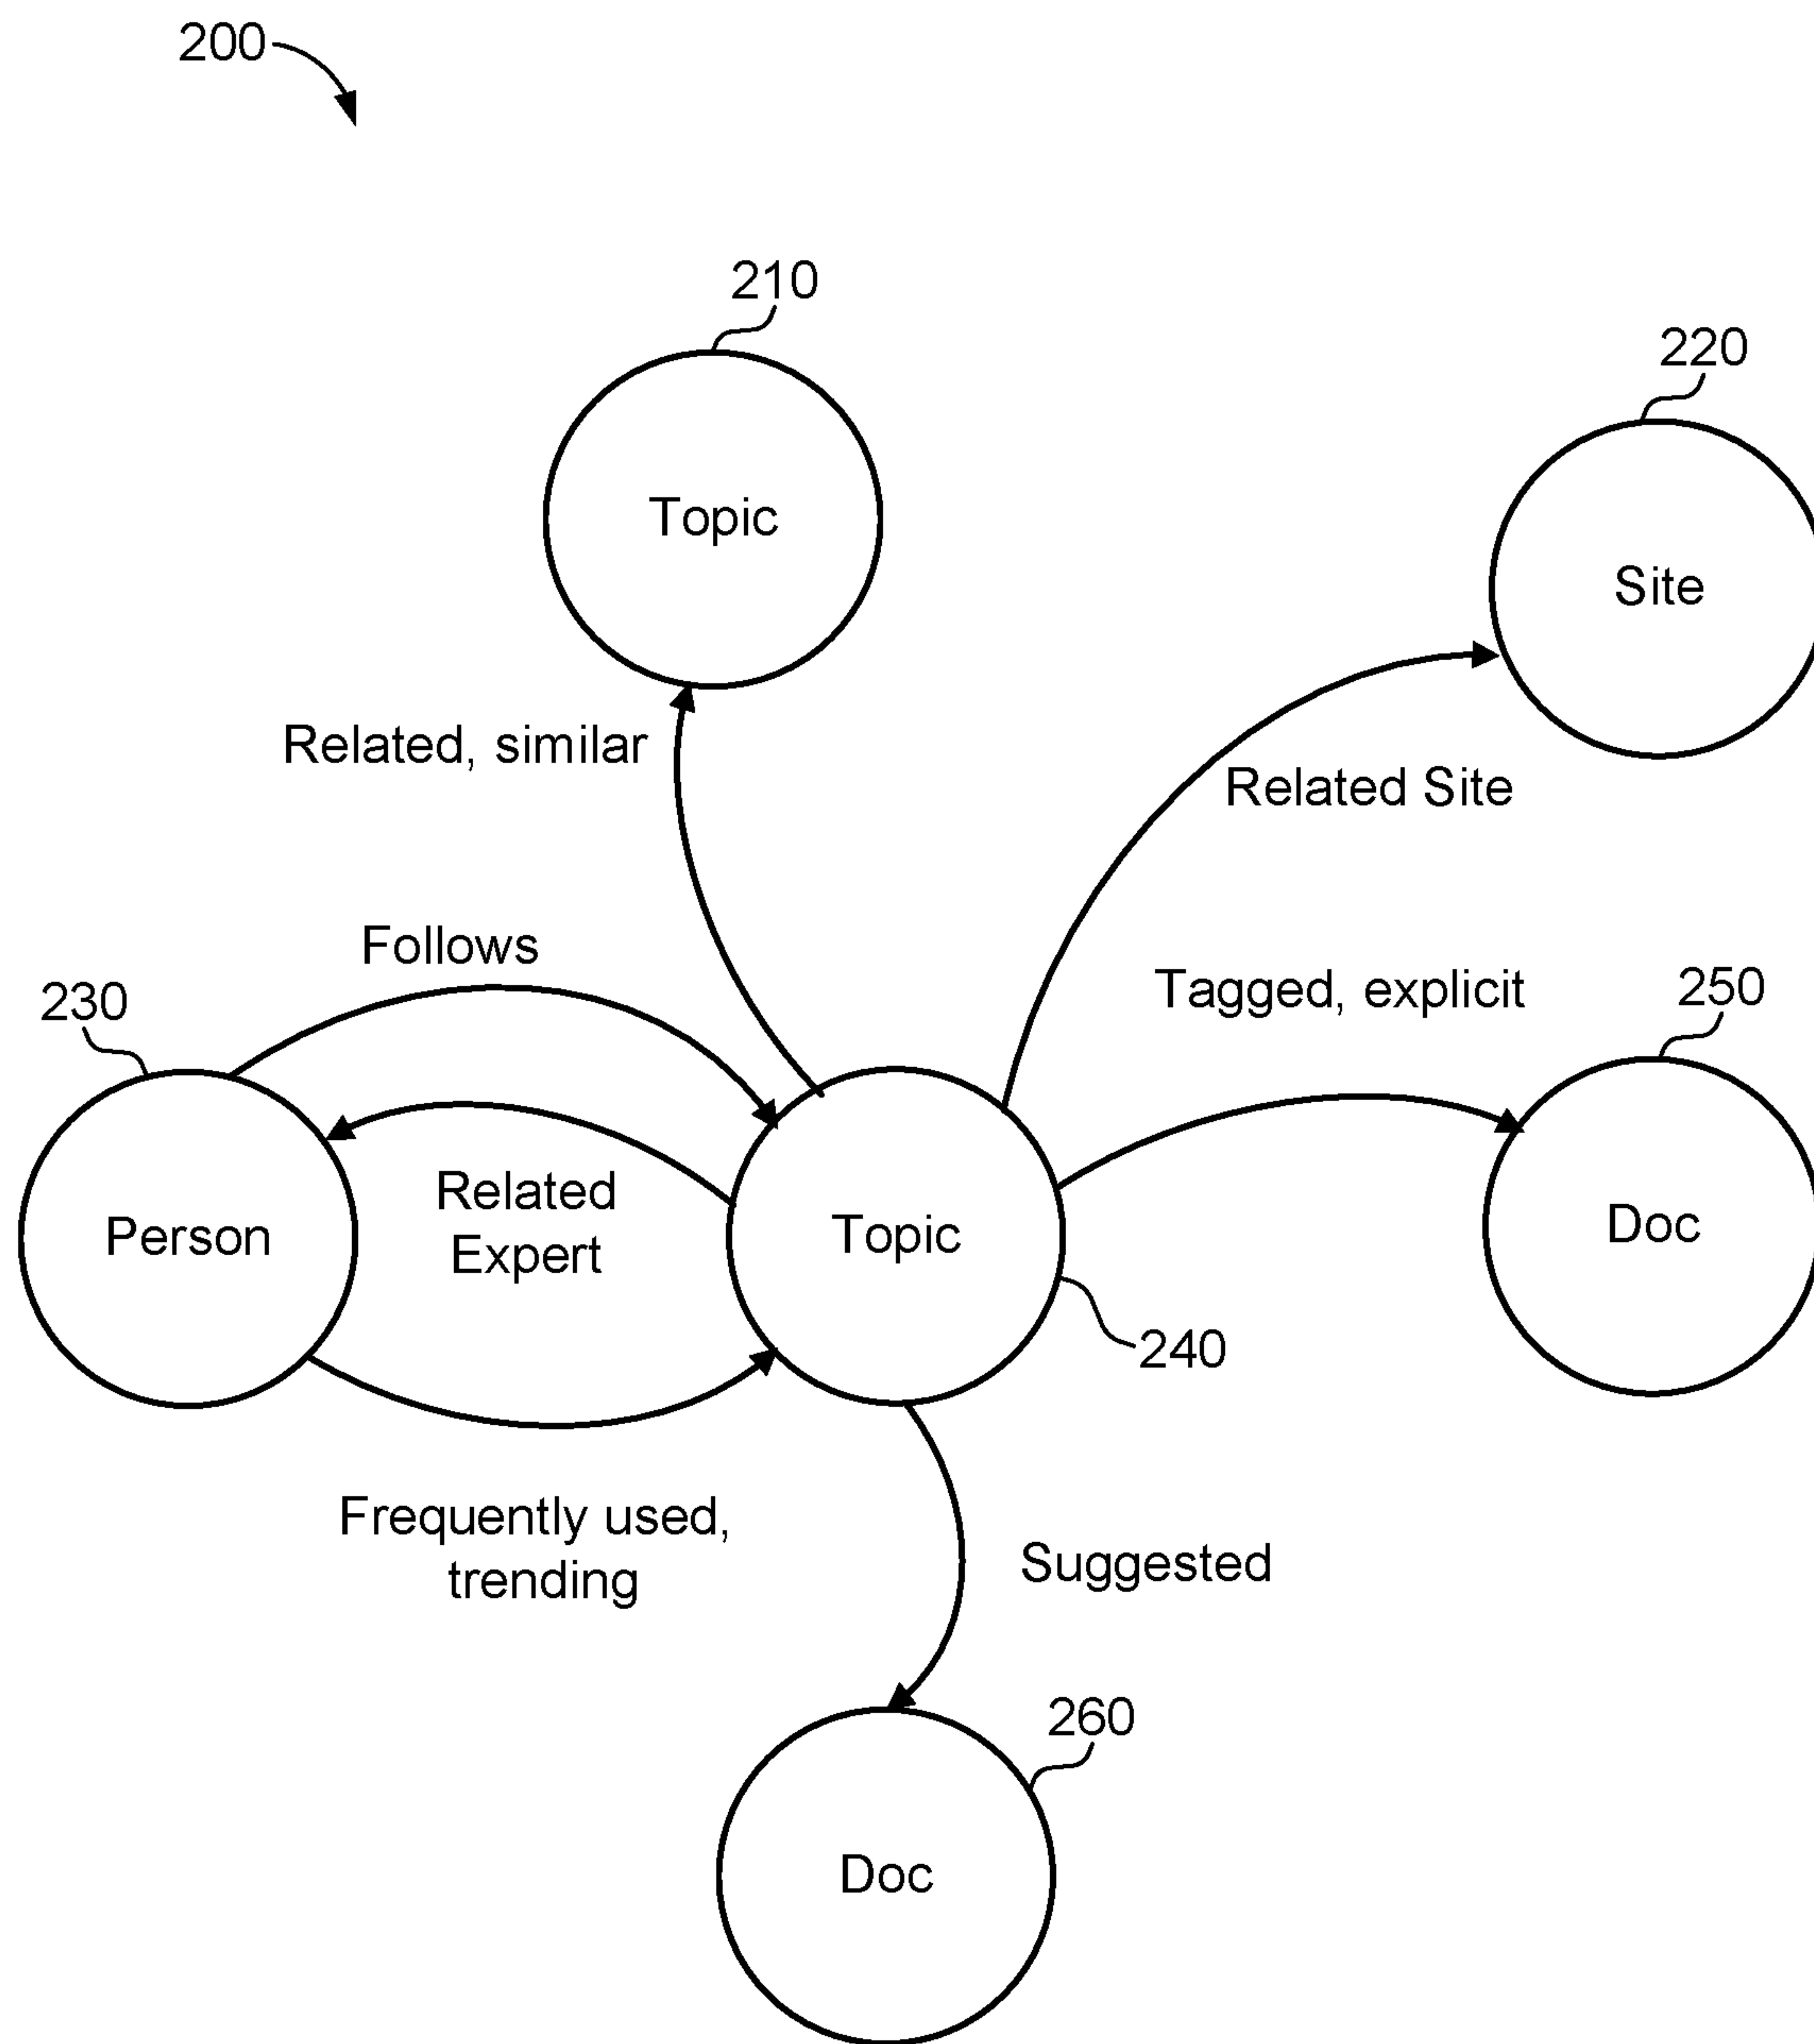 200
210
220
Topic
Site
Related, similar
Related Site
Follows
Tagged, explicit
250
230
Related
Expert
Person
Topic
Doc
240
Frequently used,
trending
Suggested
260
Doc